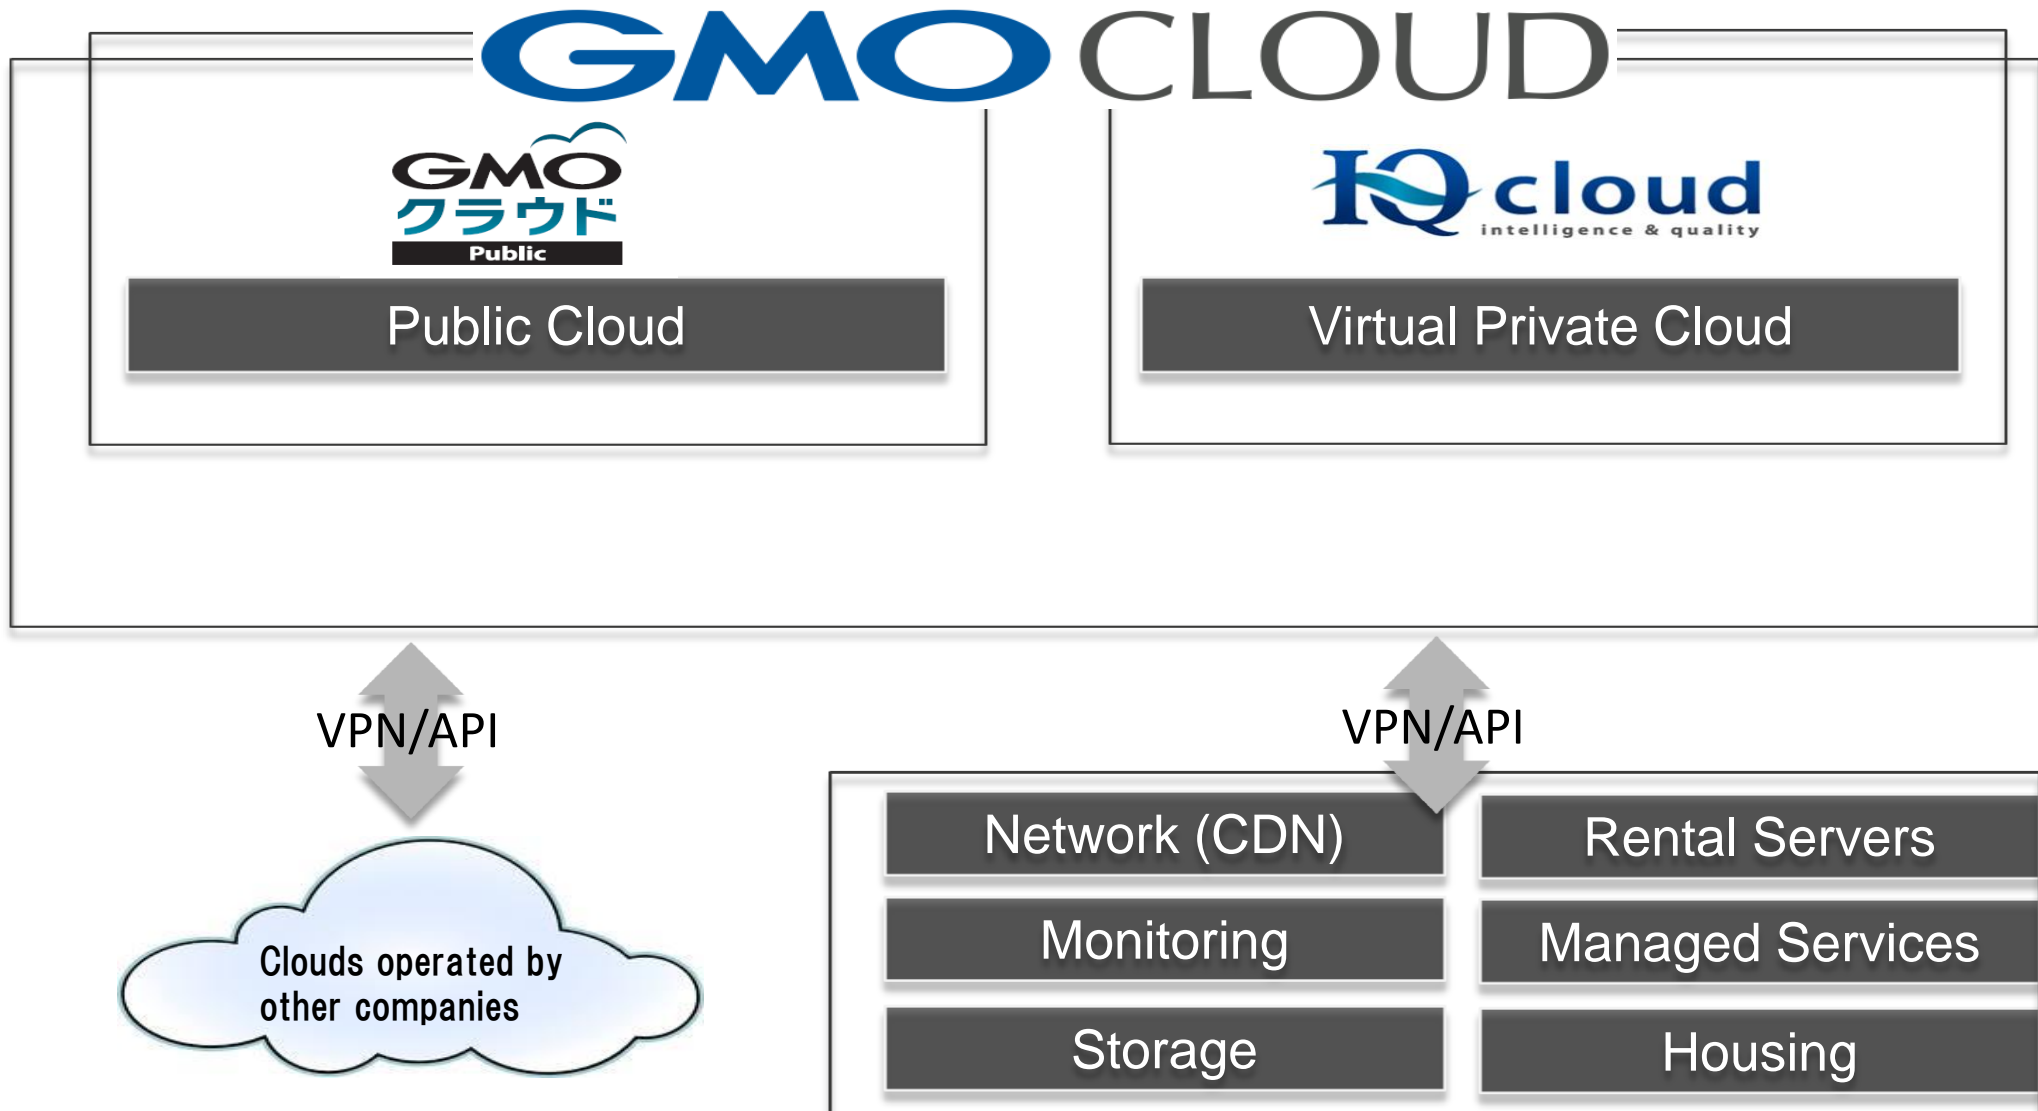 GMO CLOUD
GMO
クラウド
Public
Public Cloud
IQ cloud
intelligence & quality
Virtual Private Cloud
VPN/API
VPN/API
Clouds operated by
other companies
Network (CDN)
Rental Servers
Monitoring
Managed Services
Storage
Housing